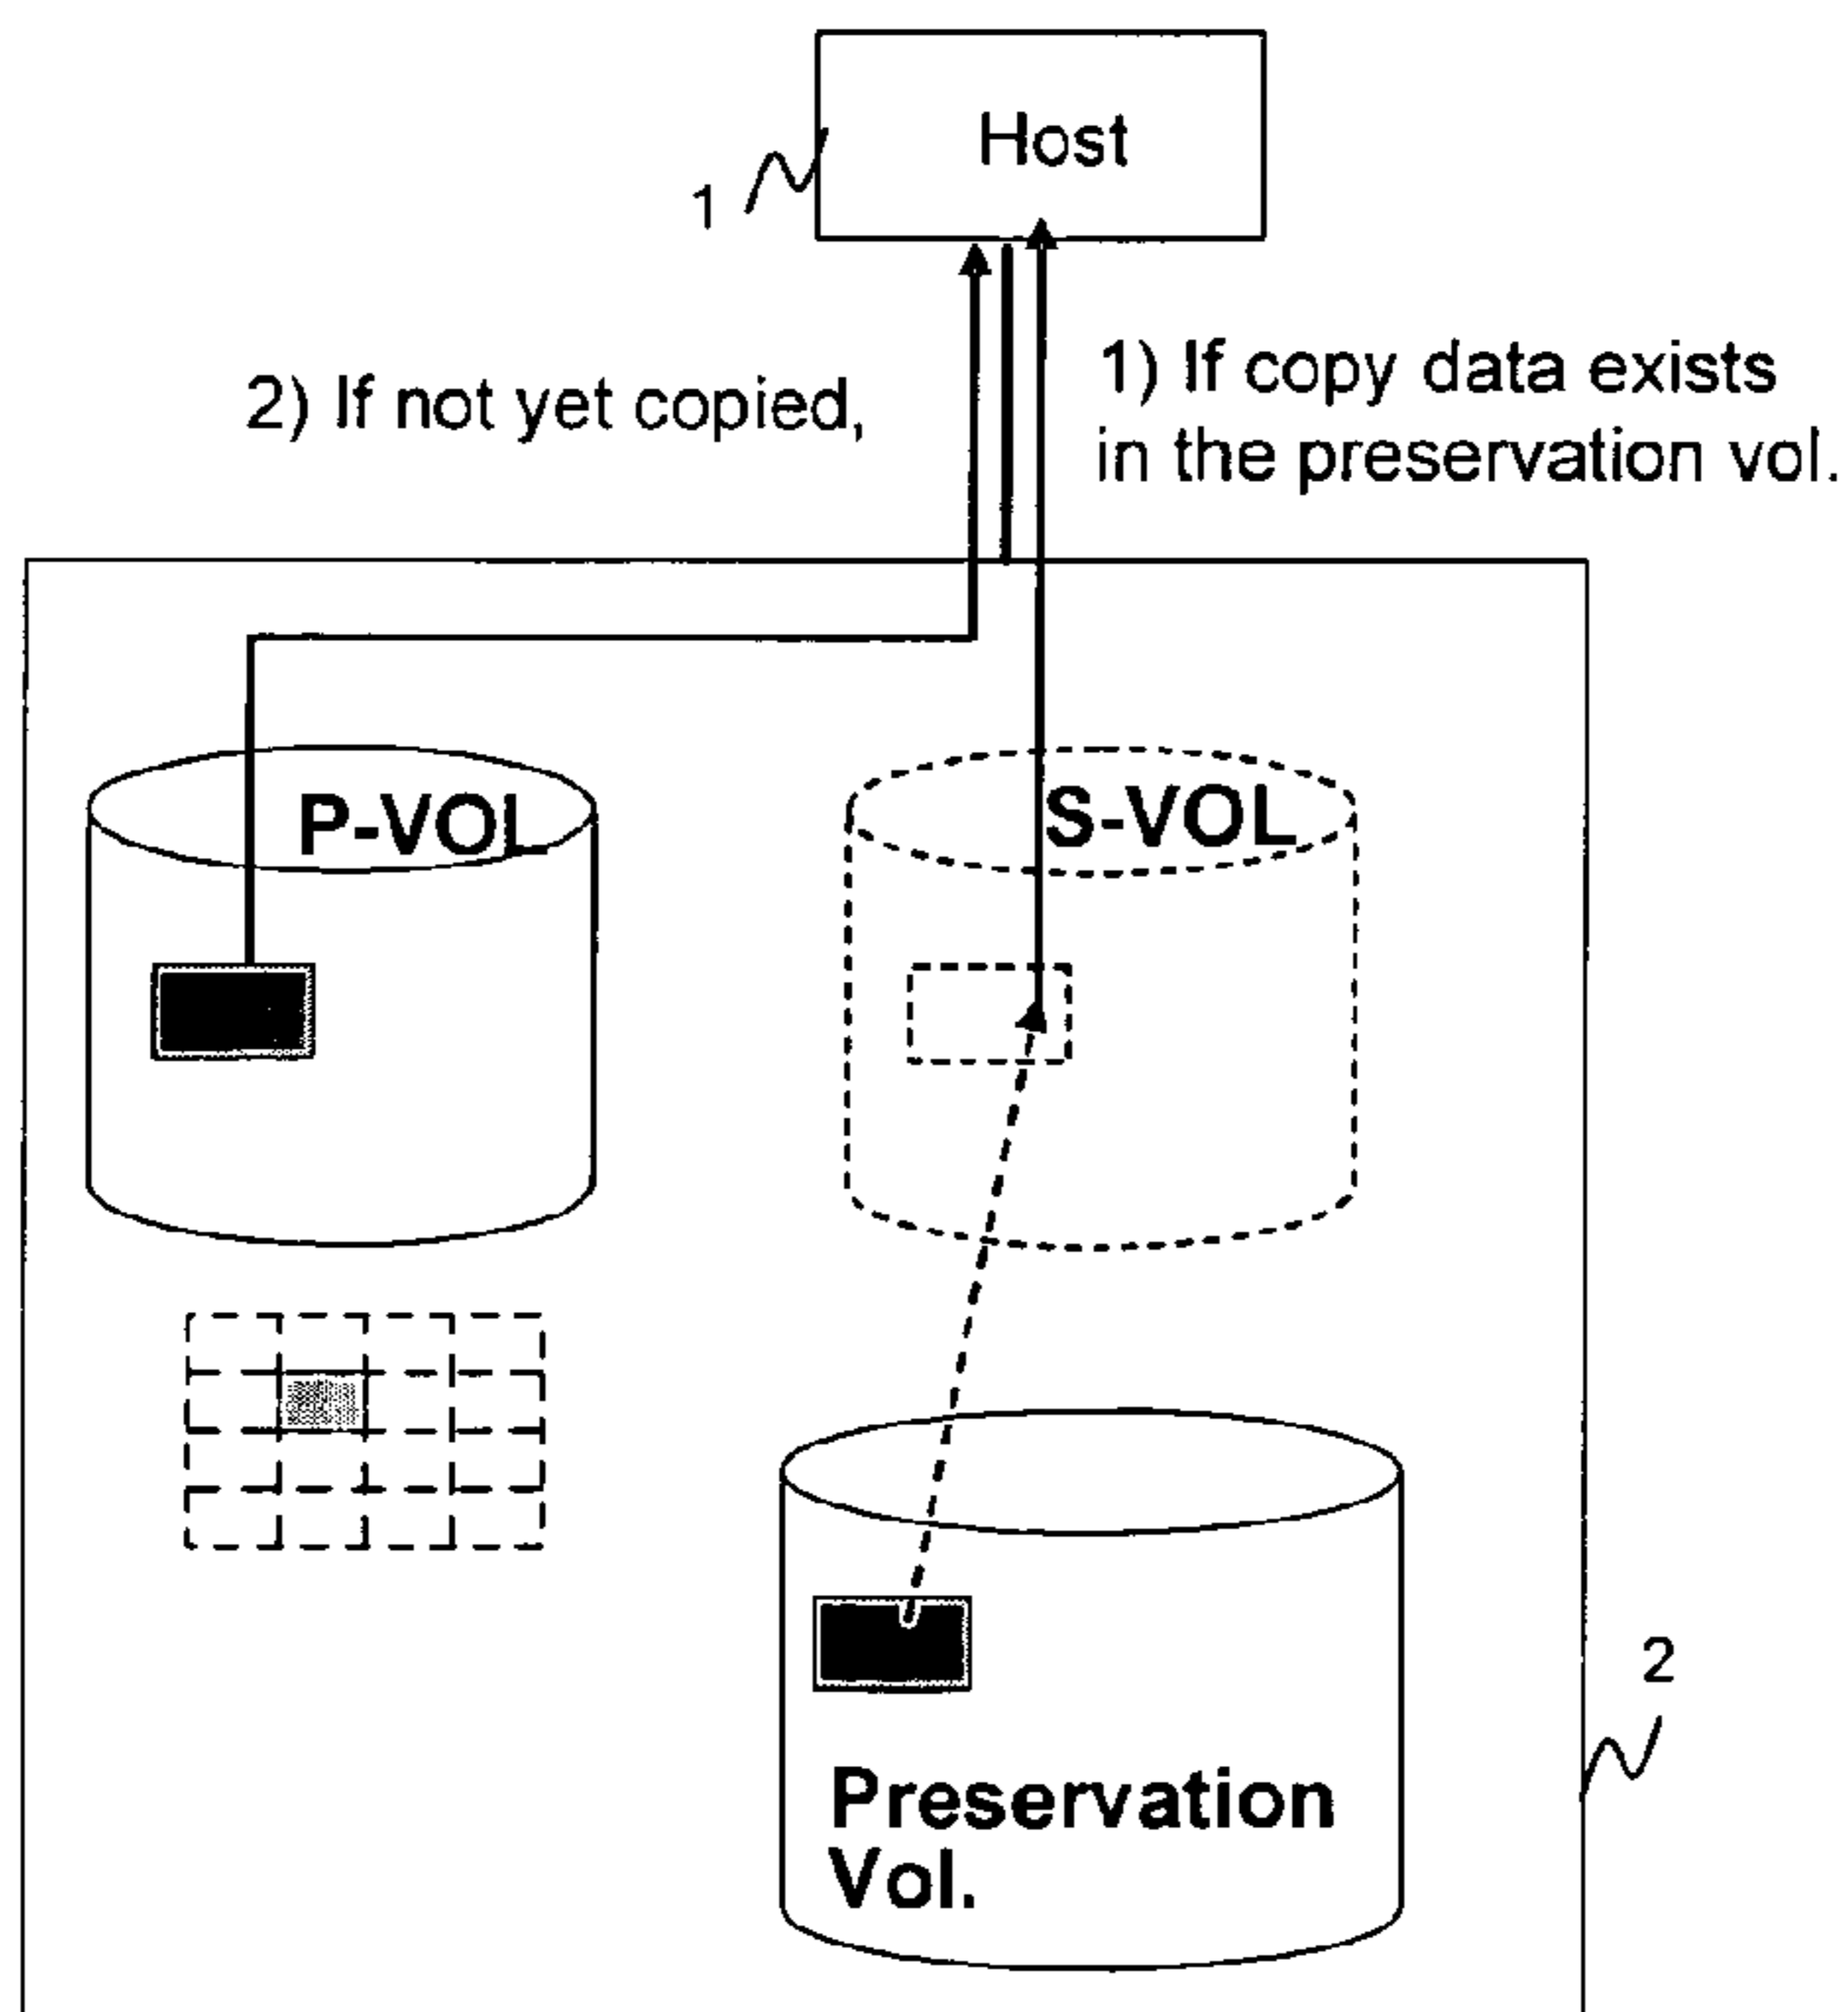 Host
1
2) If not yet copied,
1) If copy data exists
in the preservation vol.
P-VOL
S-VOL
2
Preservation
Vol.